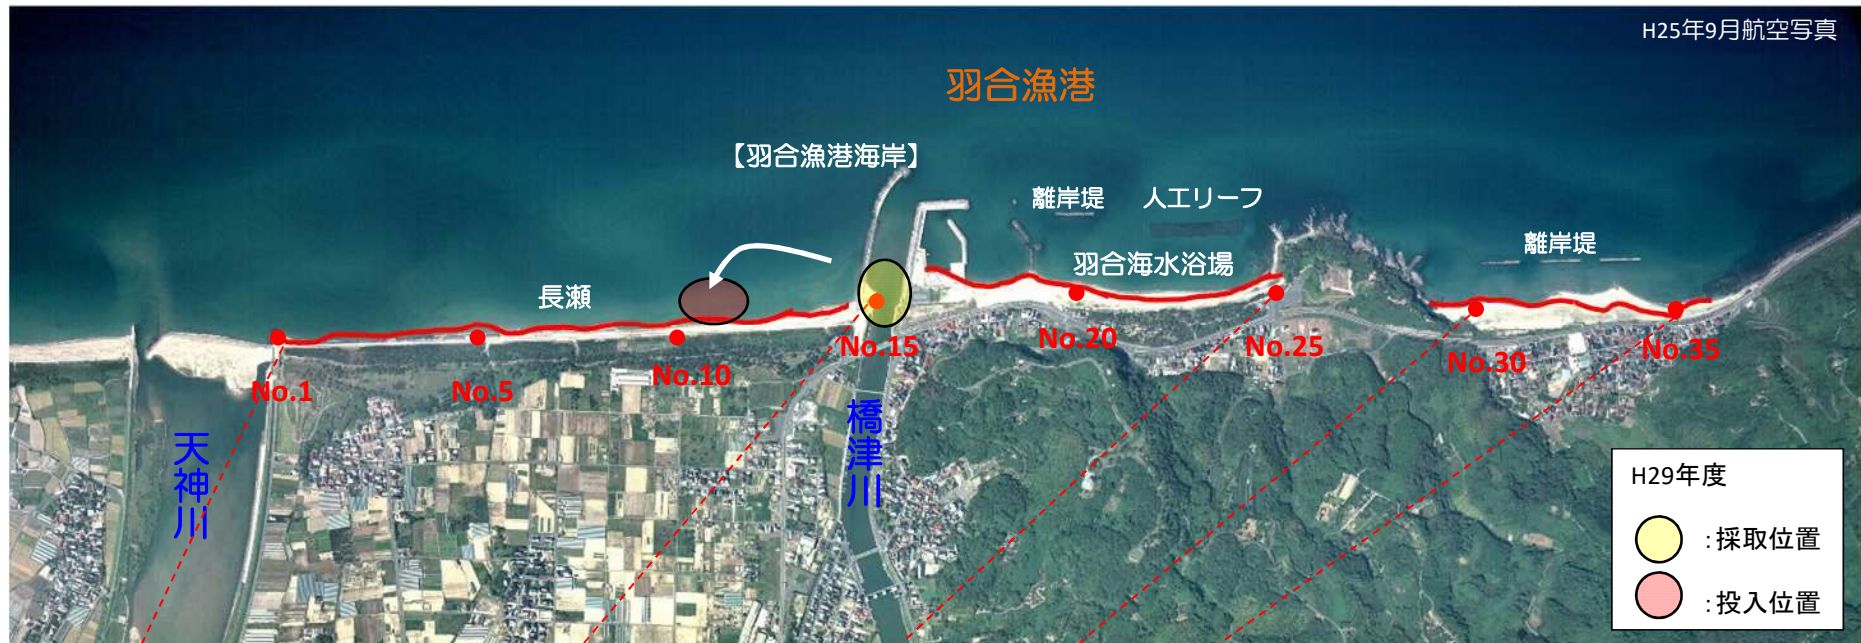 H25年9月航空写真
羽合漁港
【羽合漁港海岸】
離岸堤
人工リーフ
離岸堤
羽合海水浴場
長瀬
No.1
No.5
No.10
No.15
No.20
No.25
No.30
No.35
天神川
橋津川
H29年度
:採取位置
:投入位置